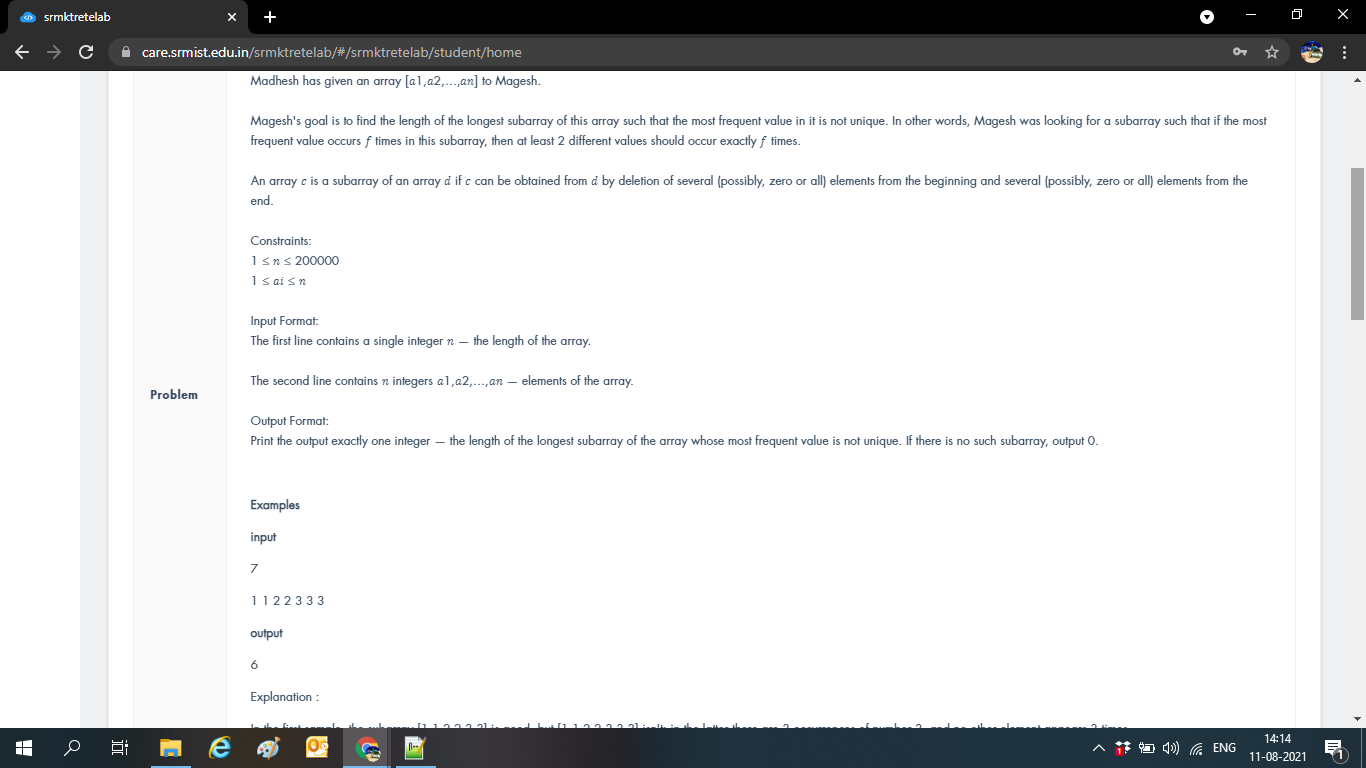 srmktretelab
care.srmist.edu.in/srmktretelab/#/srmktretelab/student/home
Madhesh has given an array [a1,a2,...,an] to Magesh.
Magesh's goal is to find the length of the longest subarray of this array such that the most frequent value in it is not unique. In other words, Magesh was looking for a subarray such that if the most
frequent value occurs f times in this subarray, then at least 2 different values should occur exactly f times.
An array c is a subarray of an array d if c can be obtained from d by deletion of several (possibly, zero or all) elements from the beginning and several (possibly, zero or all) elements from the
end.
Constraints:
1 ≤ n ≤ 200000
1 ≤ ai ≤ n
Input Format:
The first line contains a single integer n — the length of the array.
The second line contains n integers a1,a2,...,an — elements of the array.
Problem
Output Format:
Print the output exactly one integer — the length of the longest subarray of the array whose most frequent value is not unique. If there is no such subarray, output 0.
Examples
input
7
1 1 2 2 3 3 3
output
6
Explanation :
ENG
14:14
11-08-2021